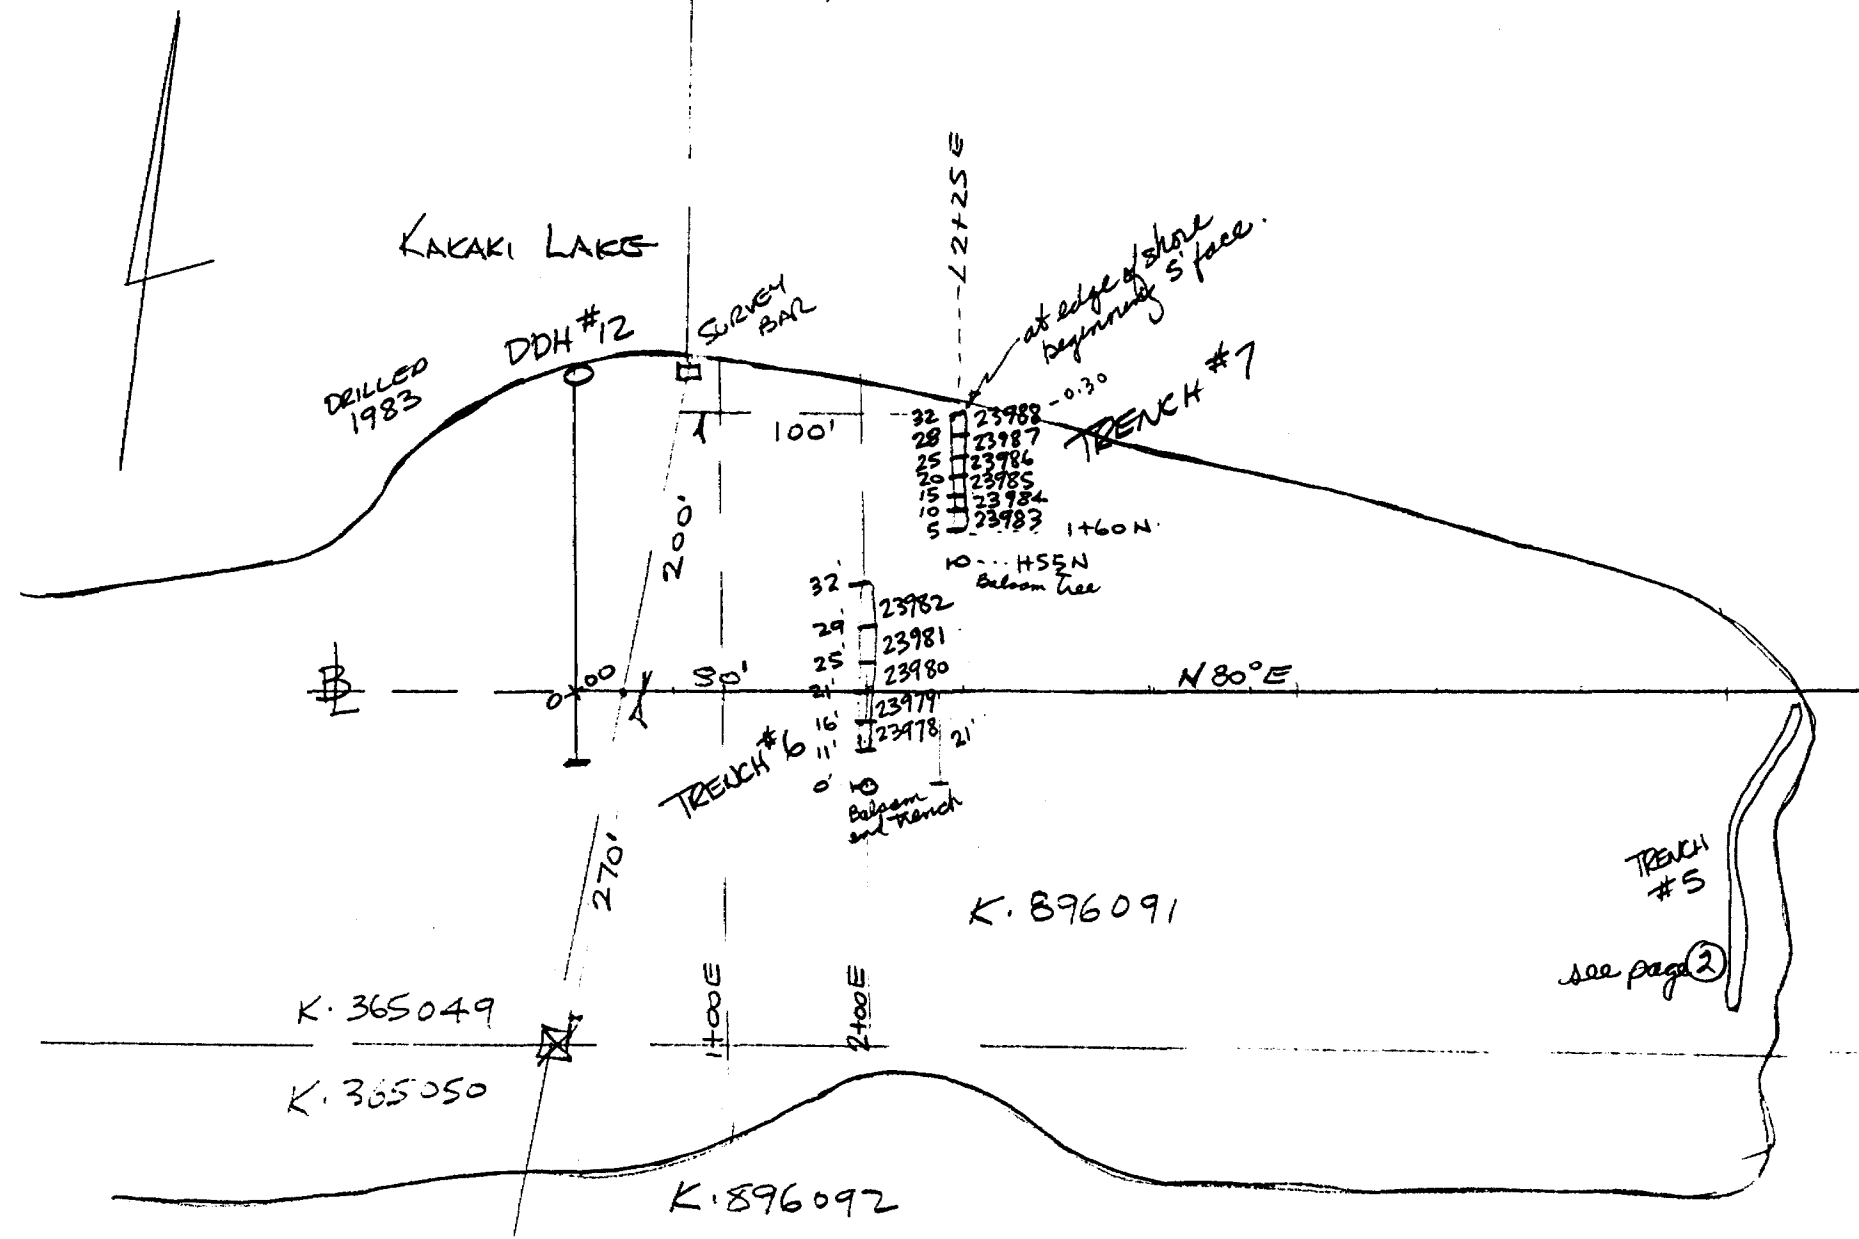 L2+25E
KAKAKI LAKE
at edge of shore
beginning 5' face.
SURVEY
BAR
DDH #12
DRILLED
1983
TRENCH #7
32 23988 - 0.30
28 23987
25 23986
20 23985
15 23984
10 23983
5 1+60N
100'
200'
1+55N
Balsam Tree
32'
23982
29'
23981
25'
23980
21'
23979
16'
23978
11'
0'
21'
BL
0+00
50'
N80°E
TRENCH #6
Balsam
end Trench
270'
TRENCH
#5
see page 2
K. 896091
1+00E
2+00E
K. 365049
K. 365050
K. 896092